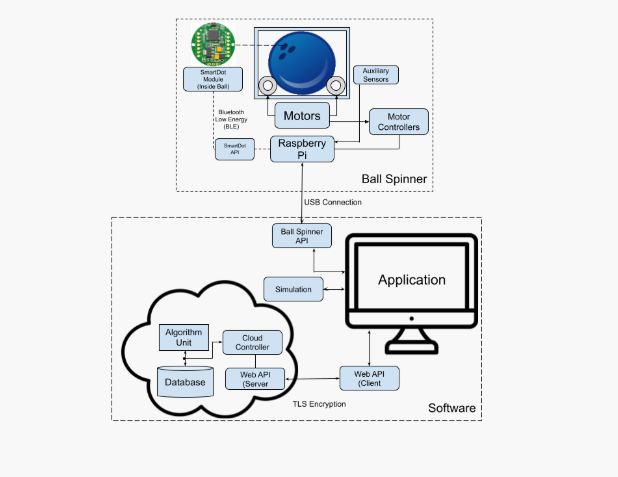 SmartDot
Module
(Inside Ball)
Auxiliary
Sensors
Bluetooth
Low Energy
(BLE)
Motors
Motor
Controllers
SmartDot
API
Raspberry
Pi
Ball Spinner
USB Connection
Ball Spinner
API
Application
Simulation
Algorithm
Unit
Cloud
Controller
Database
Web API
(Server
Web API
(Client
TLS Encryption
Software